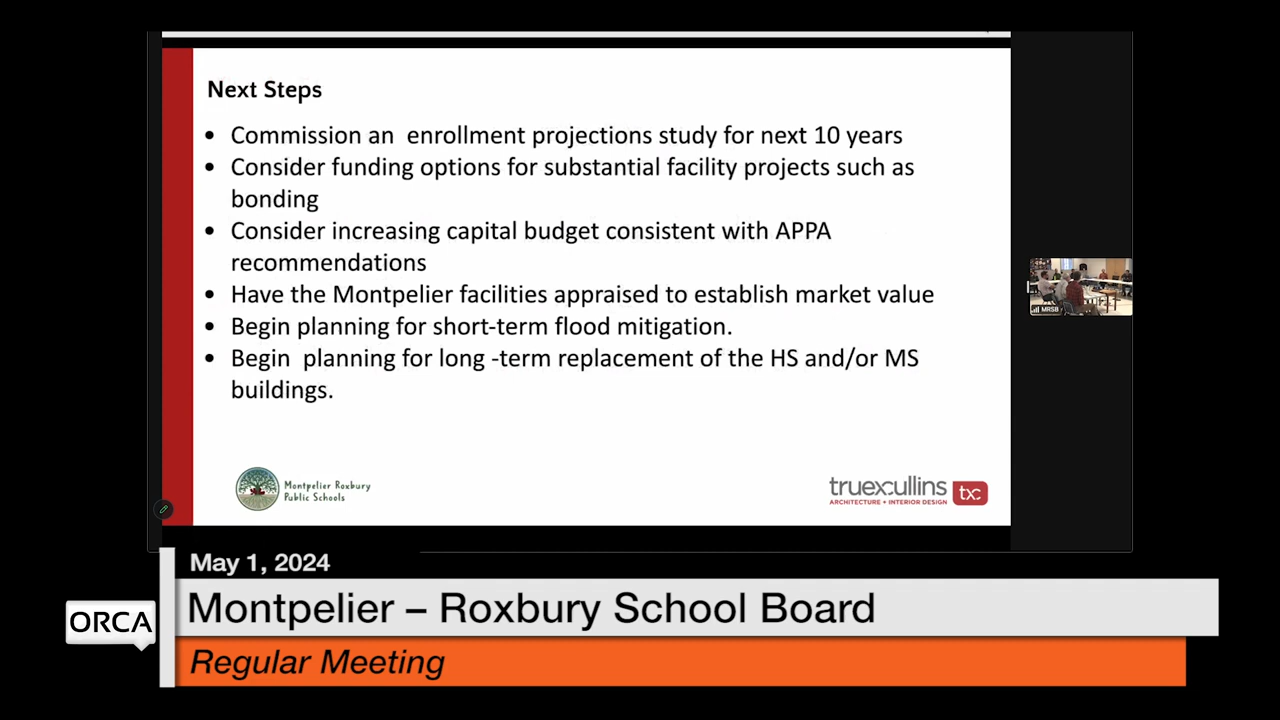 Next Steps
• Commission an  enrollment projections study for next 10 years
• Consider funding options for substantial facility projects such as
bonding
• Consider increasing capital budget consistent with APPA
recommendations
• Have the Montpelier facilities appraised to establish market value
• Begin planning for short-term flood mitigation.
• Begin  planning for long -term replacement of the HS and/or MS
buildings.
Montpelier Roxbury
Public Schools
truexcullins
ARCHITECTURE + INTERIOR DESIGN
txc
MRSB
May 1, 2024
ORCA
Montpelier – Roxbury School Board
Regular Meeting